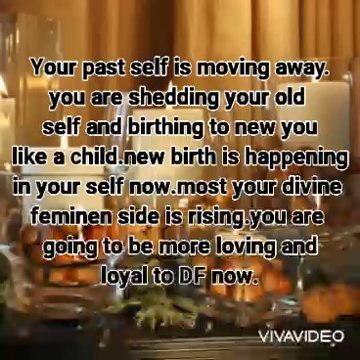 Your past self is moving away.
you are shedding your old
self and birthing to new you
like a child.new birth is happening
in your self now.most your divine
feminen side is rising.you are
going to be more loving and
loyal to DF now.
VIVAVIDEO